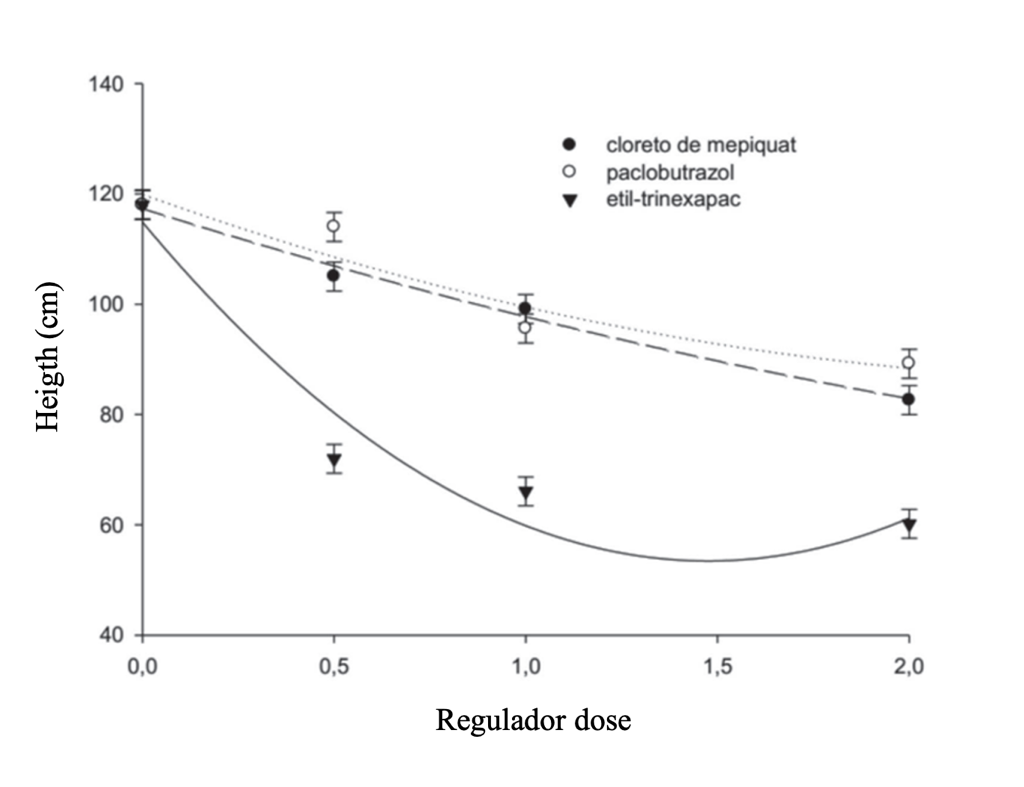 140
120
100
80
60
40
Heigth (cm)
cloreto de mepiquat
paclobutrazol
etil-trinexapac
0,0
0,5
1,0
1,5
2,0
Regulador dose